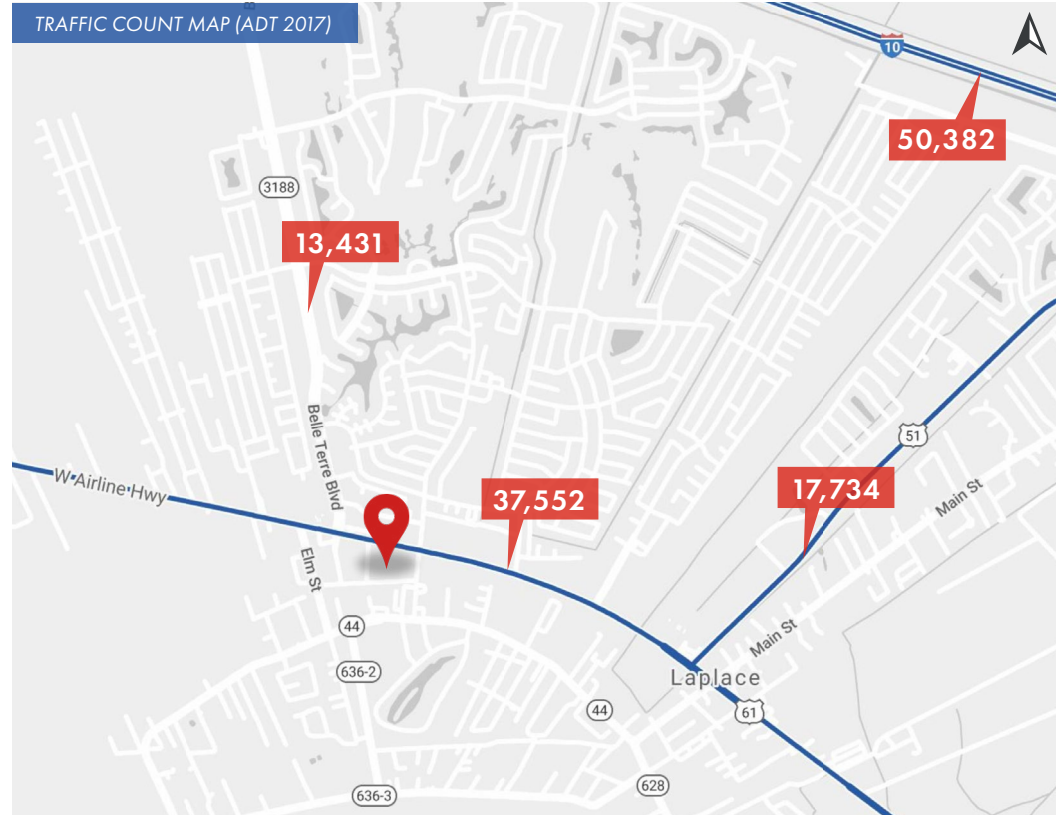 TRAFFIC COUNT MAP (ADT 2017)
10
50,382
3188
13,431
Belle Terre Blvd
51
W Airline Hwy
37,552
17,734
Main St
Elm St
44
Main St
636-2
Laplace
44
61
628
636-3